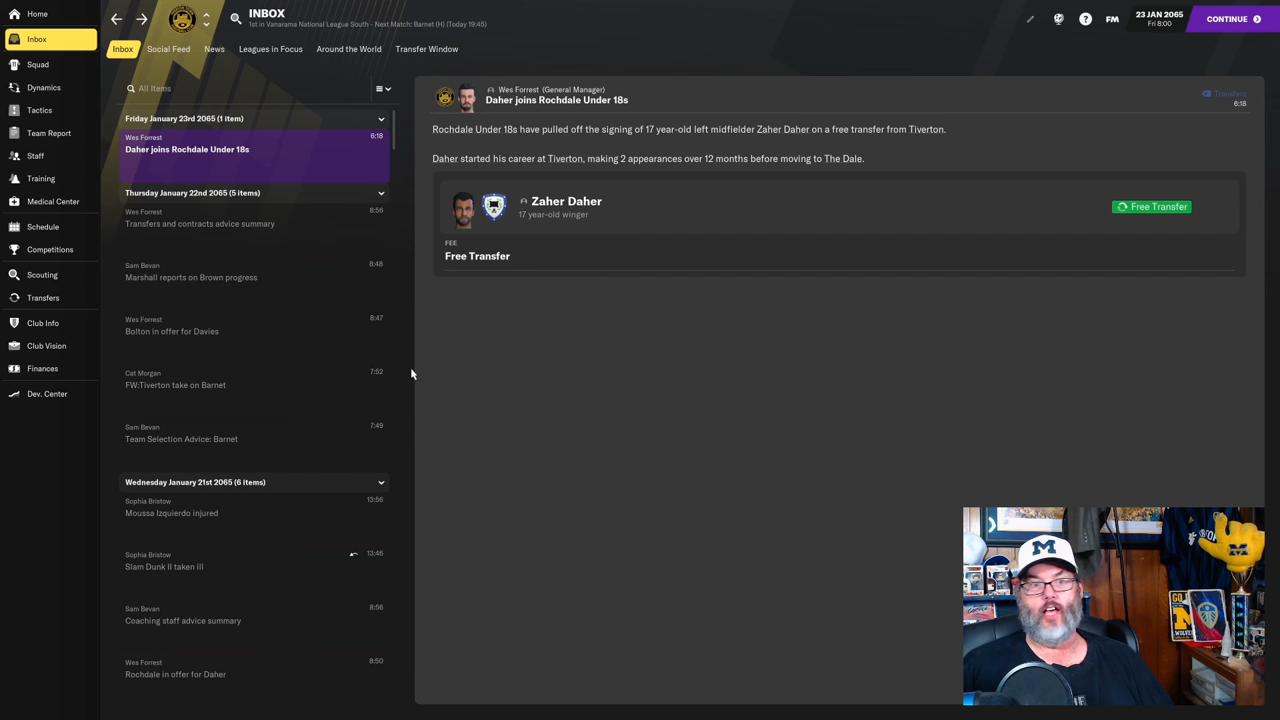 Home
INBOX
1st in Vanarama National League South - Next Match: Barnet (H) (Today 19:45)
FM
23 JAN 2065
Fri 8:00
CONTINUE
Inbox
Squad
Dynamics
Tactics
Team Report
Staff
Training
Medical Center
Schedule
Competitions
Scouting
Transfers
Club Info
Club Vision
Finances
Dev. Center
Inbox
Social Feed
News
Leagues in Focus
Around the World
Transfer Window
All Items
Friday January 23rd 2065 (1 item)
Wes Forrest
6:18
Daher joins Rochdale Under 18s
Thursday January 22nd 2065 (5 items)
Wes Forrest
8:56
Transfers and contracts advice summary
Sam Bevan
8:48
Marshall reports on Brown progress
Wes Forrest
8:47
Bolton in offer for Davies
Cat Morgan
7:52
FW:Tiverton take on Barnet
Sam Bevan
7:49
Team Selection Advice: Barnet
Wednesday January 21st 2065 (6 items)
Sophia Bristow
13:56
Moussa Izquierdo injured
Sophia Bristow
13:46
Slam Dunk II taken ill
Sam Bevan
8:56
Coaching staff advice summary
Wes Forrest
8:50
Rochdale in offer for Daher
Wes Forrest (General Manager)
Daher joins Rochdale Under 18s
Transfers
6:18
Rochdale Under 18s have pulled off the signing of 17 year-old left midfielder Zaher Daher on a free transfer from Tiverton.
Daher started his career at Tiverton, making 2 appearances over 12 months before moving to The Dale.
Zaher Daher
17 year-old winger
Free Transfer
FEE
Free Transfer
M
M